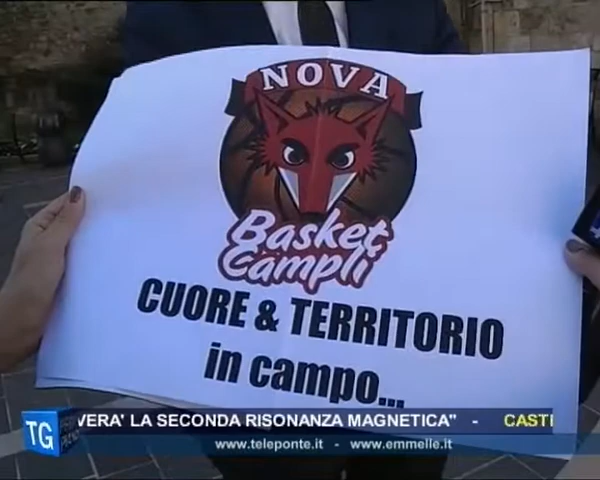 NOVA
Basket
Campli
CUORE & TERRITORIO
in campo...
TG
VERA' LA SECONDA RISONANZA MAGNETICA" - CASTI
www.teleponte.it - www.emmelle.it